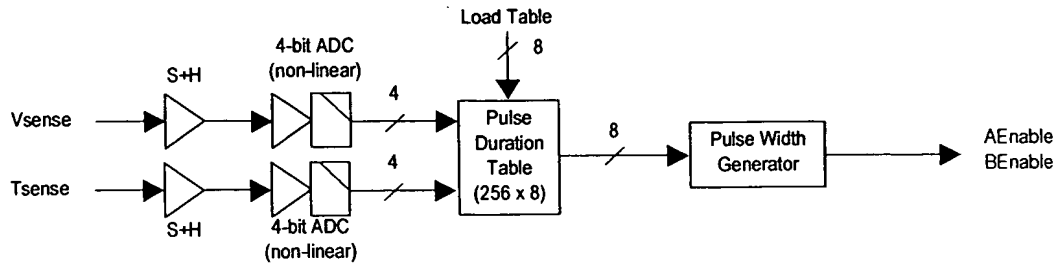 Load Table
8
4-bit ADC
(non-linear)
S+H
4
Vsense
Pulse
Duration
Table
(256 x 8)
8
Pulse Width
Generator
AEnable
BEnable
Tsense
4
S+H
4-bit ADC
(non-linear)